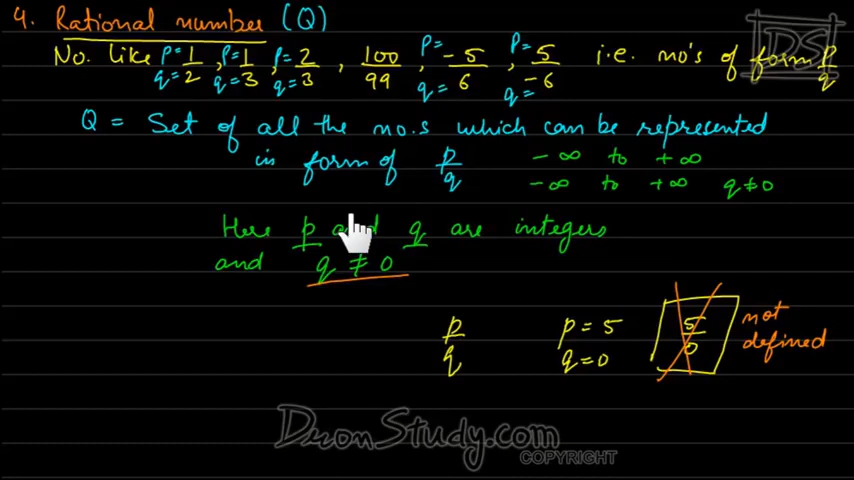 4. Rational number (Q)
DS
No. like p=1/q=2, p=1/q=3, p=2/q=3, 100/99, p=-5/q=6, p=5/q=-6 i.e. no's of form p/q
Q = Set of all the no.s which can be represented
in form of p/q -∞ to +∞
-∞ to +∞ q≠0
Here p and q are integers
and q ≠ 0
p/q p = 5 q = 0 5/0 not defined
DronStudy.com
COPYRIGHT